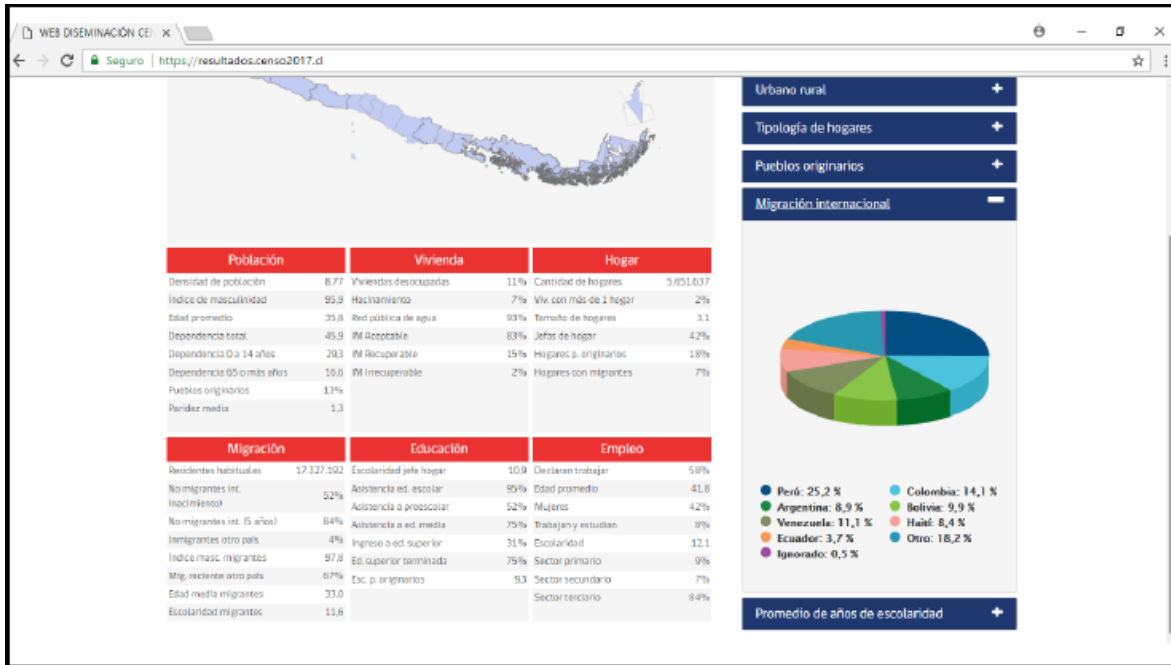 WEB DISEMINACIÓN CE
Seguro | https://resultados.censo2017.cl
Urbano rural
Tipología de hogares
Pueblos originarios
Migración internacional
Población Vivienda Hogar
Densidad de población 8,77 Viviendas desocupadas 11% Cantidad de hogares 5.651.637
Índice de masculinidad 95,9 Hacinamiento 7% Viv. con más de 1 hogar 2%
Edad promedio 35,8 Red pública de agua 93% Tamaño de hogares 3,1
Dependencia total 45,9 IM Aceptable 83% Jefas de hogar 42%
Dependencia 0 a 14 años 29,3 IM Recuperable 15% Hogares p. originarios 18%
Dependencia 65 o más años 16,6 IM Irrecuperable 2% Hogares con migrantes 7%
Pueblos originarios 13%
Paridez media 1,3
Migración Educación Empleo
Residentes habituales 17.327.192 Escolaridad jefe hogar 10,9 Declaran trabajar 58%
No migrantes int. (nacimiento) 52% Asistencia ed. escolar 95% Edad promedio 41,8
Asistencia a preescolar 52% Mujeres 42%
No migrantes int. (5 años) 84% Asistencia a ed. media 75% Trabajan y estudian 8%
Inmigrantes otro país 4% Ingreso a ed. superior 31% Escolaridad 12,1
Índice masc. migrantes 97,8 Ed. superior terminada 75% Sector primario 9%
Mig. reciente otro país 67% Esc. p. originarios 9,3 Sector secundario 7%
Edad media migrantes 33,0 Sector terciario 84%
Escolaridad migrantes 11,6
Perú: 25,2 % Colombia: 14,1 %
Argentina: 8,9 % Bolivia: 9,9 %
Venezuela: 11,1 % Haití: 8,4 %
Ecuador: 3,7 % Otro: 18,2 %
Ignorado: 0,5 %
Promedio de años de escolaridad